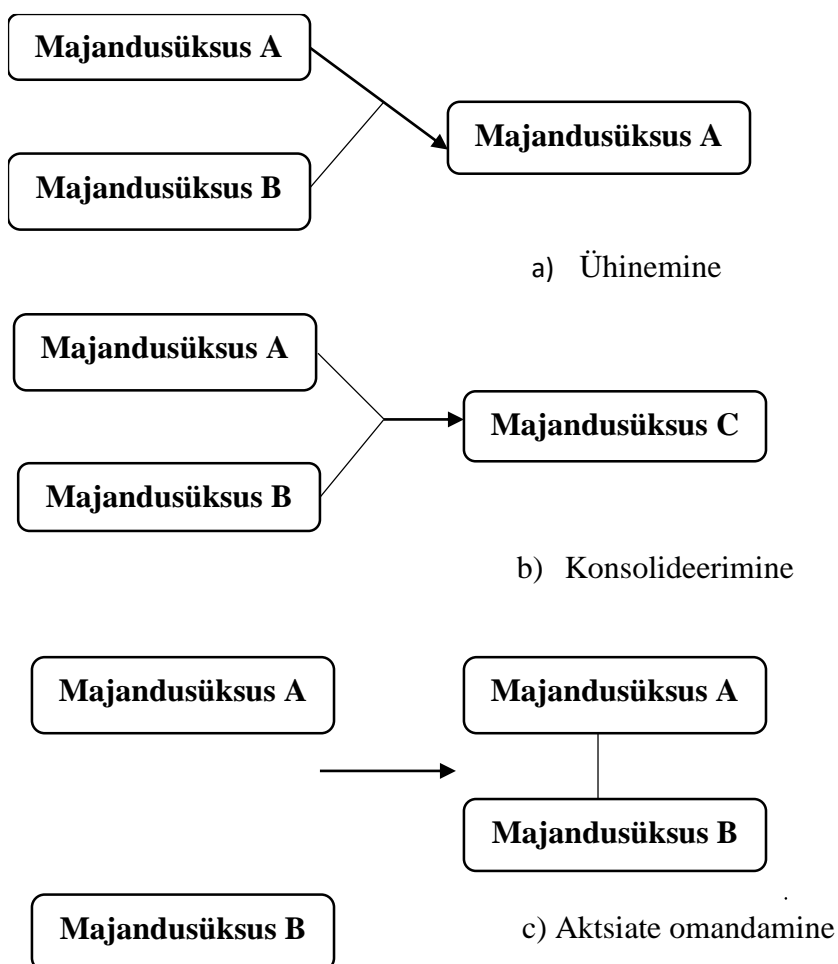 Majandusüksus A
Majandusüksus A
Majandusüksus B
a) Ühinemine
Majandusüksus A
Majandusüksus C
Majandusüksus B
b) Konsolideerimine
Majandusüksus A Majandusüksus A
Majandusüksus B
.
Majandusüksus B c) Aktsiate omandamine